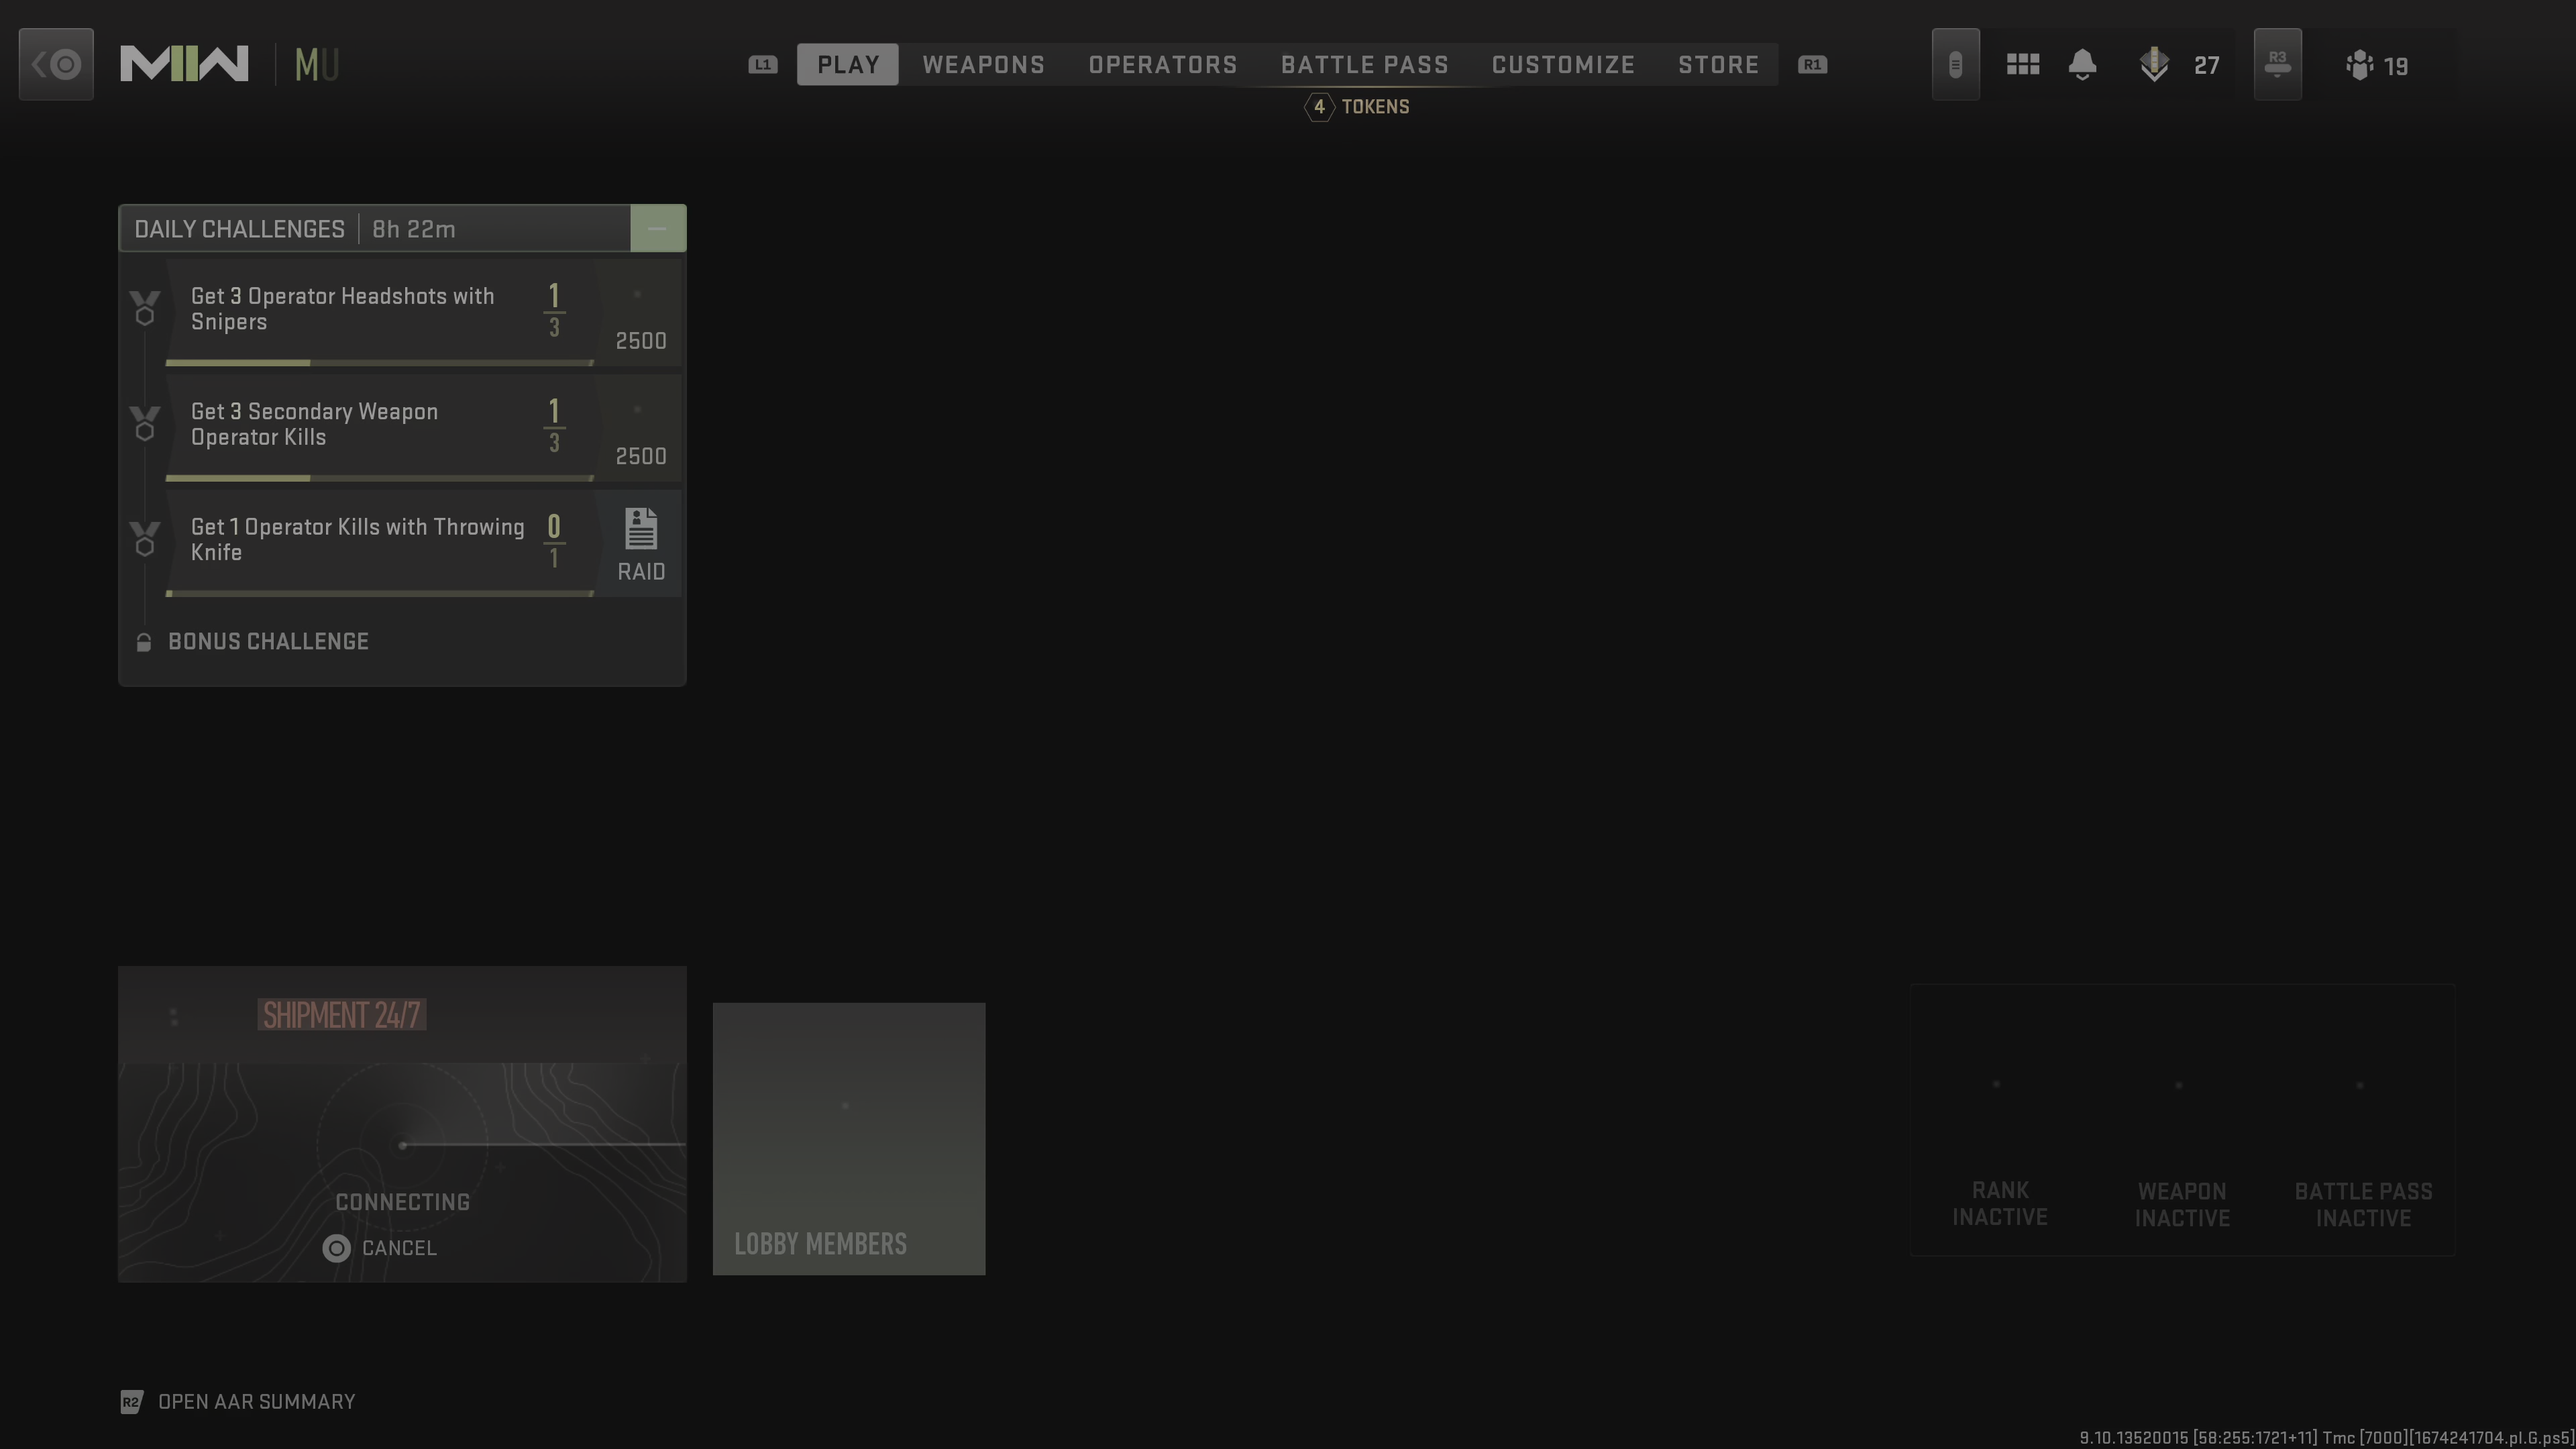 MIIW
MU
L1
PLAY
WEAPONS
OPERATORS
BATTLE PASS
CUSTOMIZE
STORE
R1
27
R3
19
4 TOKENS
DAILY CHALLENGES
8h 22m
Get 3 Operator Headshots with
Snipers
1
3
2500
Get 3 Secondary Weapon
Operator Kills
1
3
2500
Get 1 Operator Kills with Throwing
Knife
0
1
RAID
BONUS CHALLENGE
SHIPMENT 24/7
CONNECTING
CANCEL
LOBBY MEMBERS
RANK
INACTIVE
WEAPON
INACTIVE
BATTLE PASS
INACTIVE
R2 OPEN AAR SUMMARY
9.10.13520015 [58:255:1721+11] Tmc [7000][1674241704.pl.G.ps5]